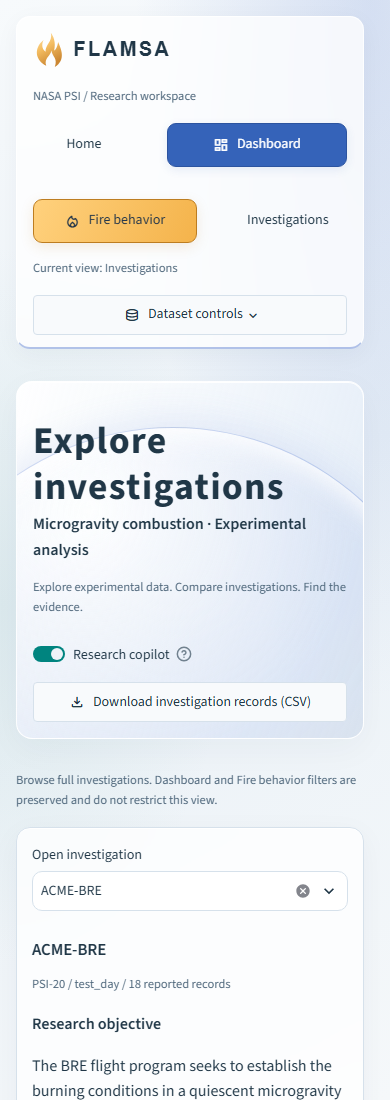 FLAMSA
NASA PSI / Research workspace
Home
Dashboard
Fire behavior
Investigations
Current view: Investigations
Dataset controls
Explore
investigations
Microgravity combustion · Experimental
analysis
Explore experimental data. Compare investigations. Find the
evidence.
Research copilot ?
Download investigation records (CSV)
Browse full investigations. Dashboard and Fire behavior filters are
preserved and do not restrict this view.
Open investigation
ACME-BRE
ACME-BRE
PSI-20 / test_day / 18 reported records
Research objective
The BRE flight program seeks to establish the
burning conditions in a quiescent microgravity